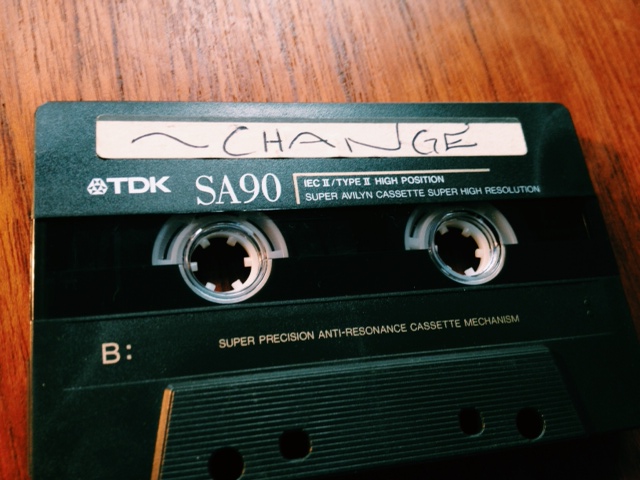 ~ CHANGE
TDK SA90 IEC II/TYPE II HIGH POSITION
SUPER AVILYN CASSETTE SUPER HIGH RESOLUTION
B: SUPER PRECISION ANTI-RESONANCE CASSETTE MECHANISM